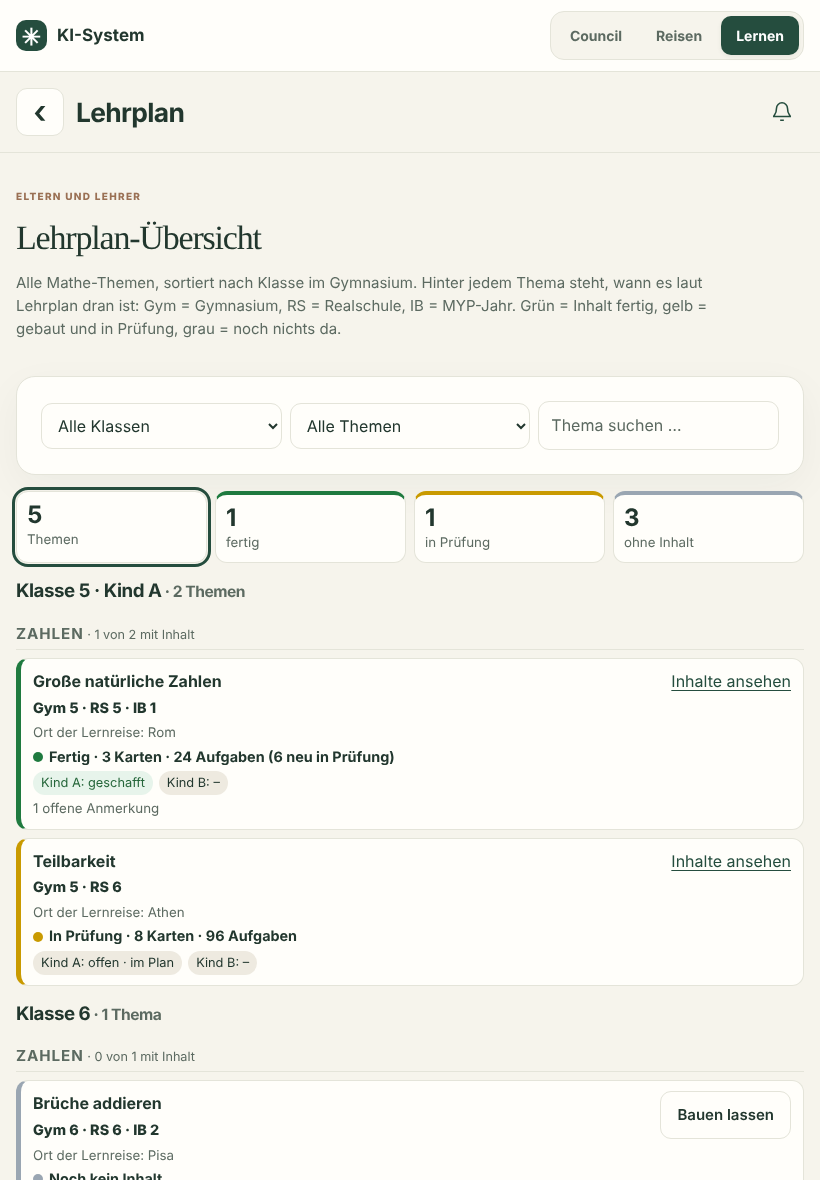 KI-System
Council Reisen Lernen
Lehrplan
ELTERN UND LEHRER
Lehrplan-Übersicht
Alle Mathe-Themen, sortiert nach Klasse im Gymnasium. Hinter jedem Thema steht, wann es laut
Lehrplan dran ist: Gym = Gymnasium, RS = Realschule, IB = MYP-Jahr. Grün = Inhalt fertig, gelb =
gebaut und in Prüfung, grau = noch nichts da.
Alle Klassen Alle Themen Thema suchen ...
5 1 1 3
Themen fertig in Prüfung ohne Inhalt
Klasse 5 · Kind A · 2 Themen
ZAHLEN · 1 von 2 mit Inhalt
Große natürliche Zahlen Inhalte ansehen
Gym 5 · RS 5 · IB 1
Ort der Lernreise: Rom
Fertig · 3 Karten · 24 Aufgaben (6 neu in Prüfung)
Kind A: geschafft Kind B: –
1 offene Anmerkung
Teilbarkeit Inhalte ansehen
Gym 5 · RS 6
Ort der Lernreise: Athen
In Prüfung · 8 Karten · 96 Aufgaben
Kind A: offen · im Plan Kind B: –
Klasse 6 · 1 Thema
ZAHLEN · 0 von 1 mit Inhalt
Brüche addieren Bauen lassen
Gym 6 · RS 6 · IB 2
Ort der Lernreise: Pisa
Noch kein Inhalt